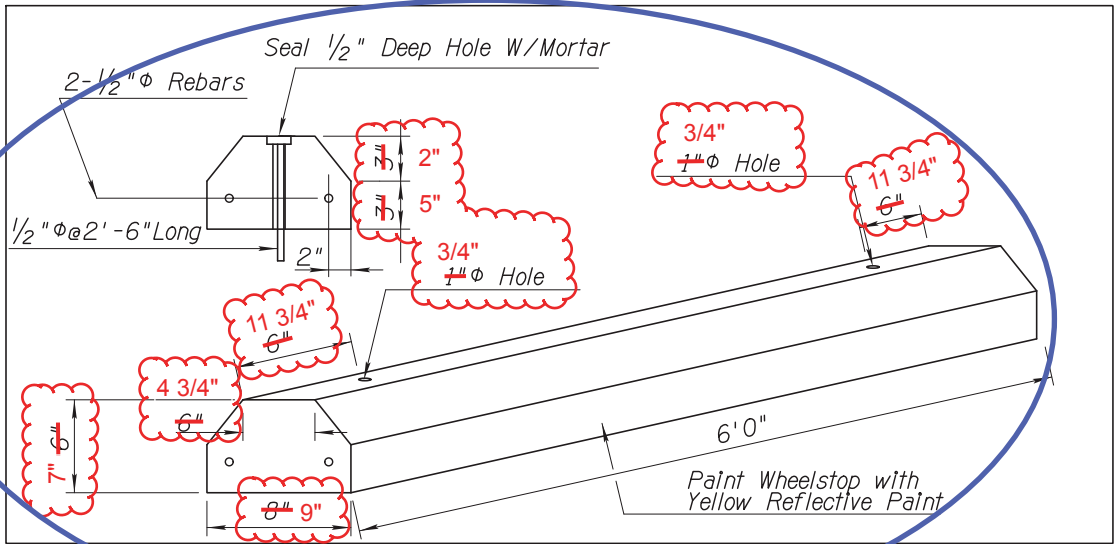 Seal 1/2" Deep Hole W/Mortar
2-1/2"Φ Rebars
3" 2"
3" 5"
1/2"Φ@2'-6"Long
2"
3/4"
1"Φ Hole
3/4"
1"Φ Hole
11 3/4"
6"
11 3/4"
6"
4 3/4"
6"
7" 6"
8" 9"
6'0"
Paint Wheelstop with
Yellow Reflective Paint